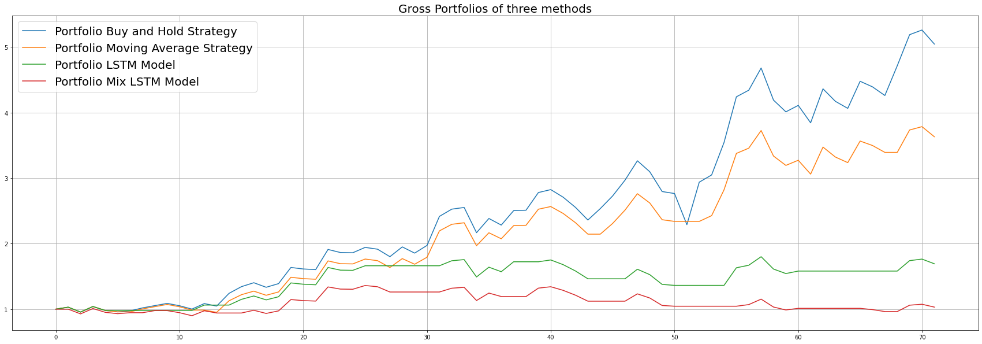 Gross Portfolios of three methods
Portfolio Buy and Hold Strategy
Portfolio Moving Average Strategy
Portfolio LSTM Model
Portfolio Mix LSTM Model
5
4
3
2
1
0 10 20 30 40 50 60 70